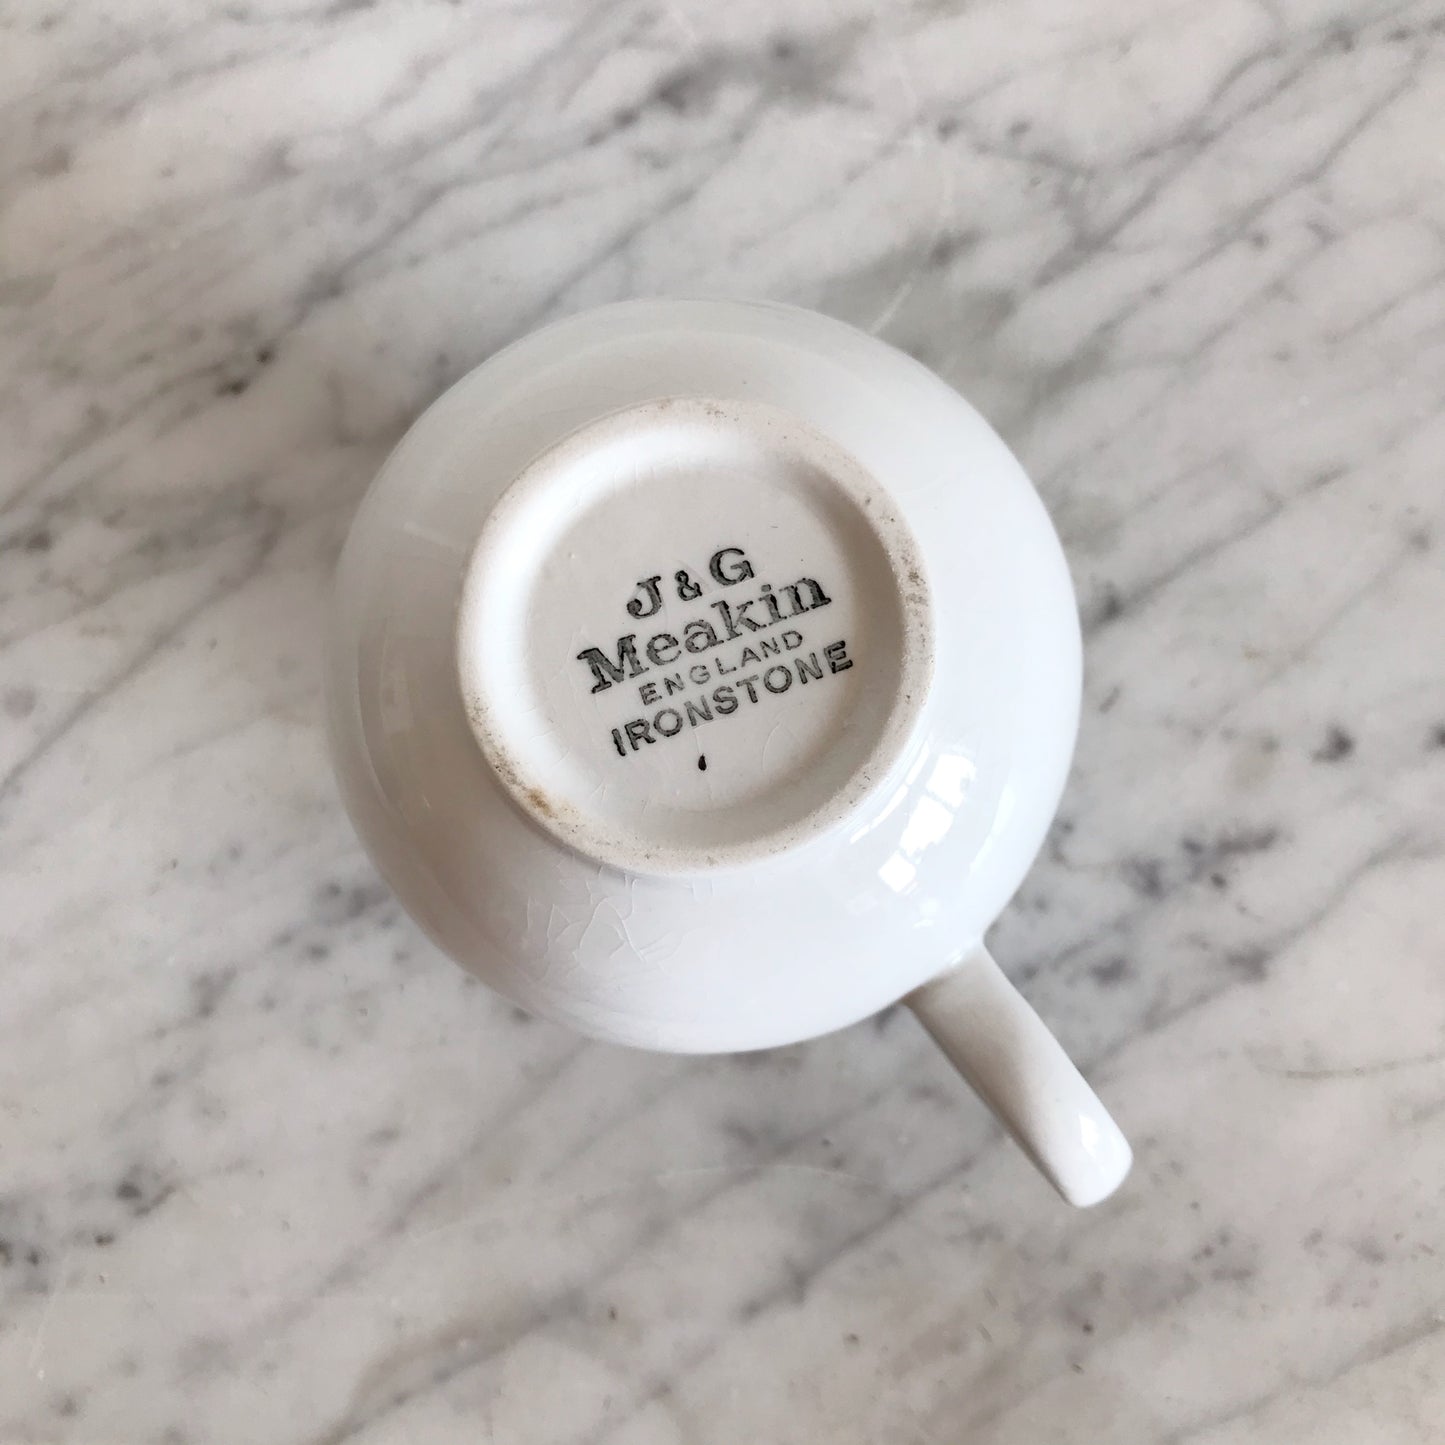 J & G
Meakin
ENGLAND
IRONSTONE